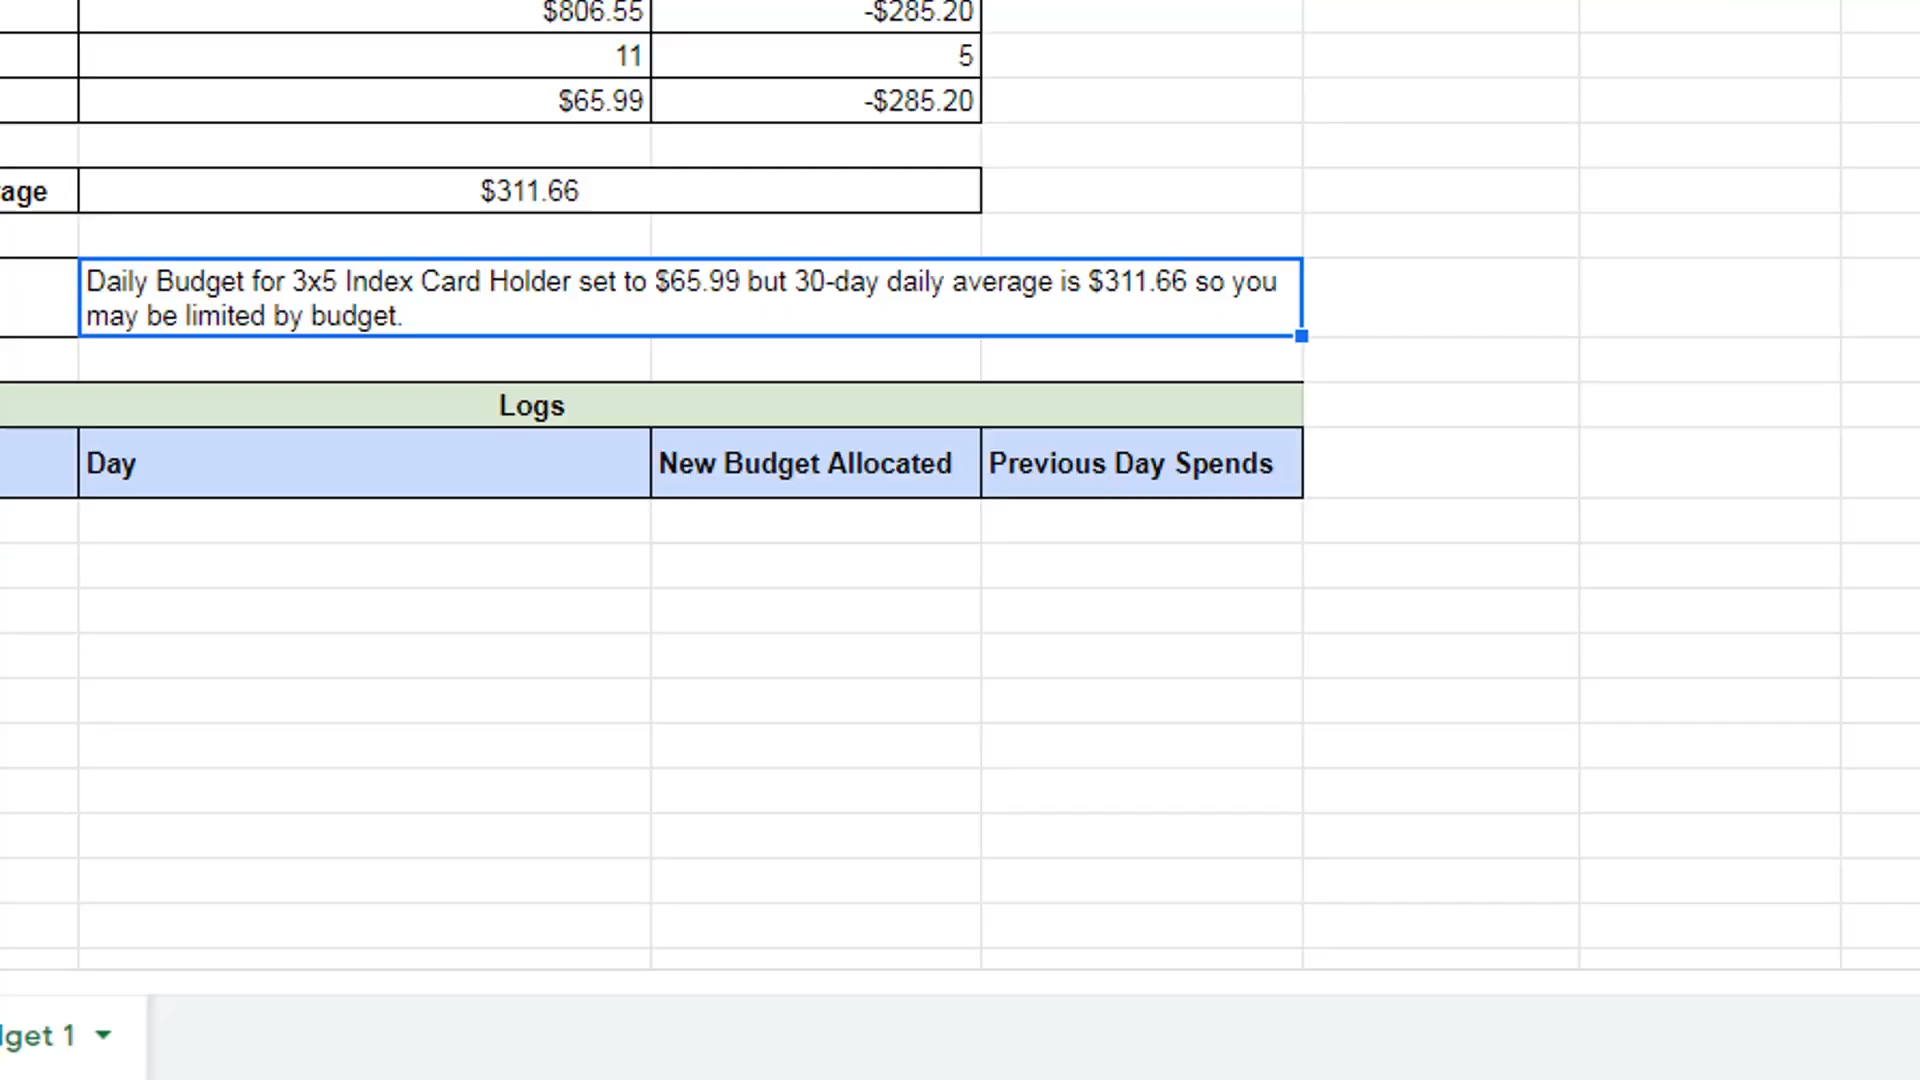 $806.55 -$285.20
11 5
$65.99 -$285.20
$311.66
Daily Budget for 3x5 Index Card Holder set to $65.99 but 30-day daily average is $311.66 so you
may be limited by budget.
Logs
Day New Budget Allocated Previous Day Spends
1